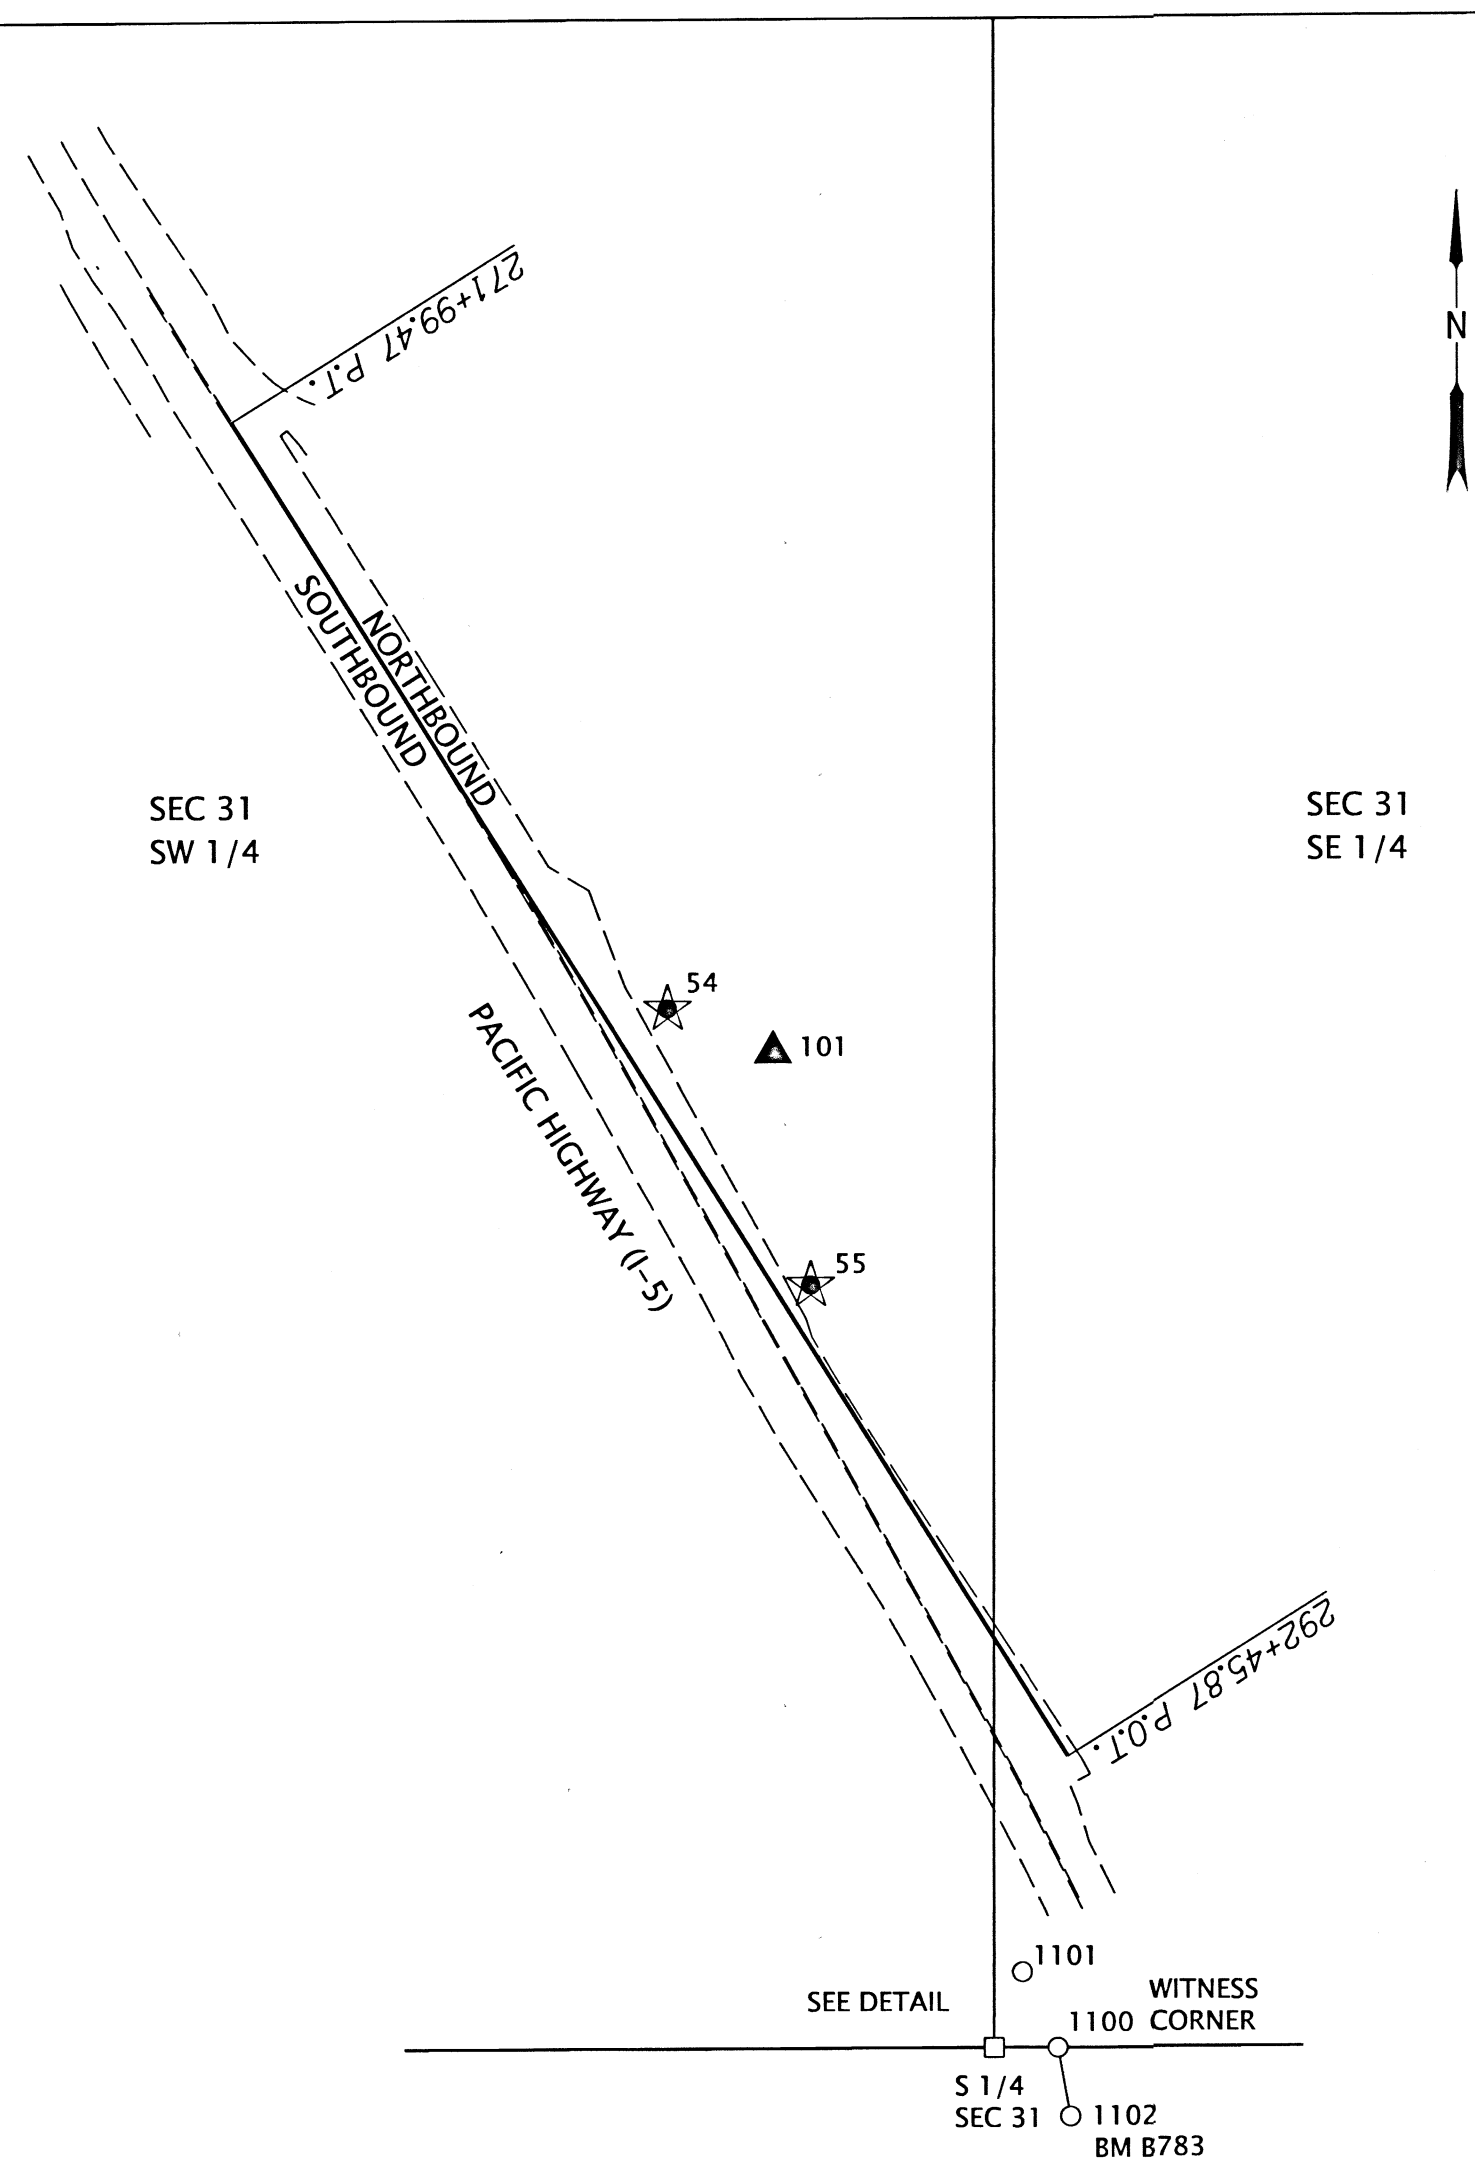 271+99.47 P.T.
N
SOUTHBOUND
NORTHBOUND
SEC 31
SW 1/4
SEC 31
SE 1/4
54
101
PACIFIC HIGHWAY (I-5)
55
292+45.87 P.O.T.
1101
SEE DETAIL
WITNESS
1100 CORNER
S 1/4
SEC 31
1102
BM B783